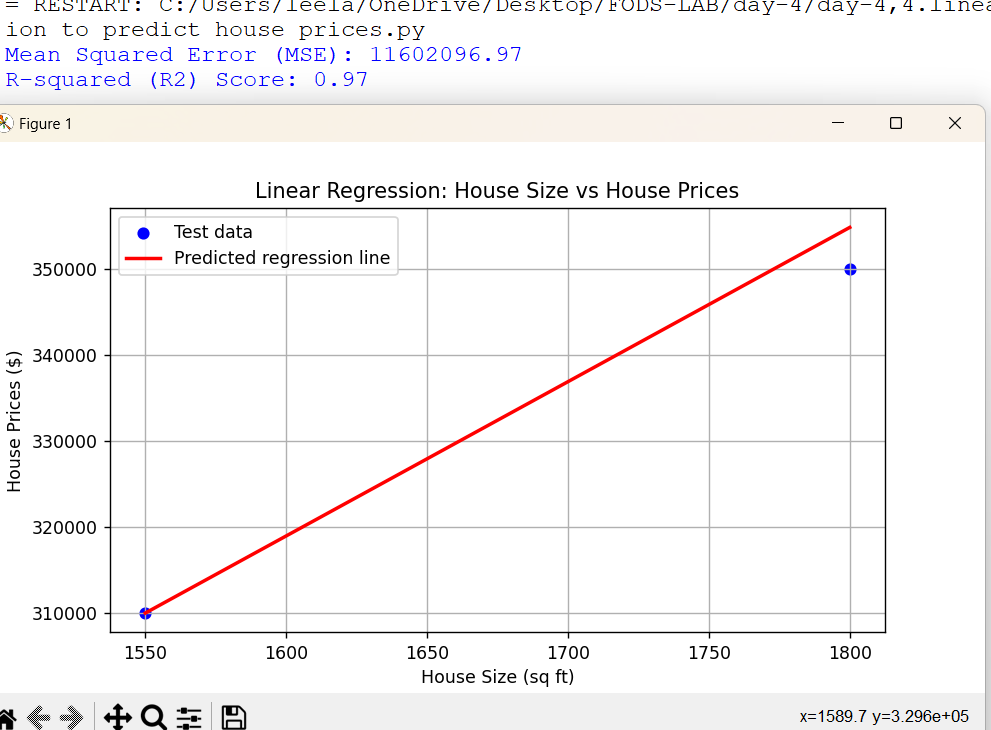 = RESTART: C:/Users/leela/OneDrive/Desktop/FODS-LAB/day-4/day-4,4.linea
ion to predict house prices.py
Mean Squared Error (MSE): 11602096.97
R-squared (R2) Score: 0.97
Figure 1
Linear Regression: House Size vs House Prices
Test data
Predicted regression line
350000
340000
330000
320000
310000
House Prices ($)
1550 1600 1650 1700 1750 1800
House Size (sq ft)
x=1589.7 y=3.296e+05